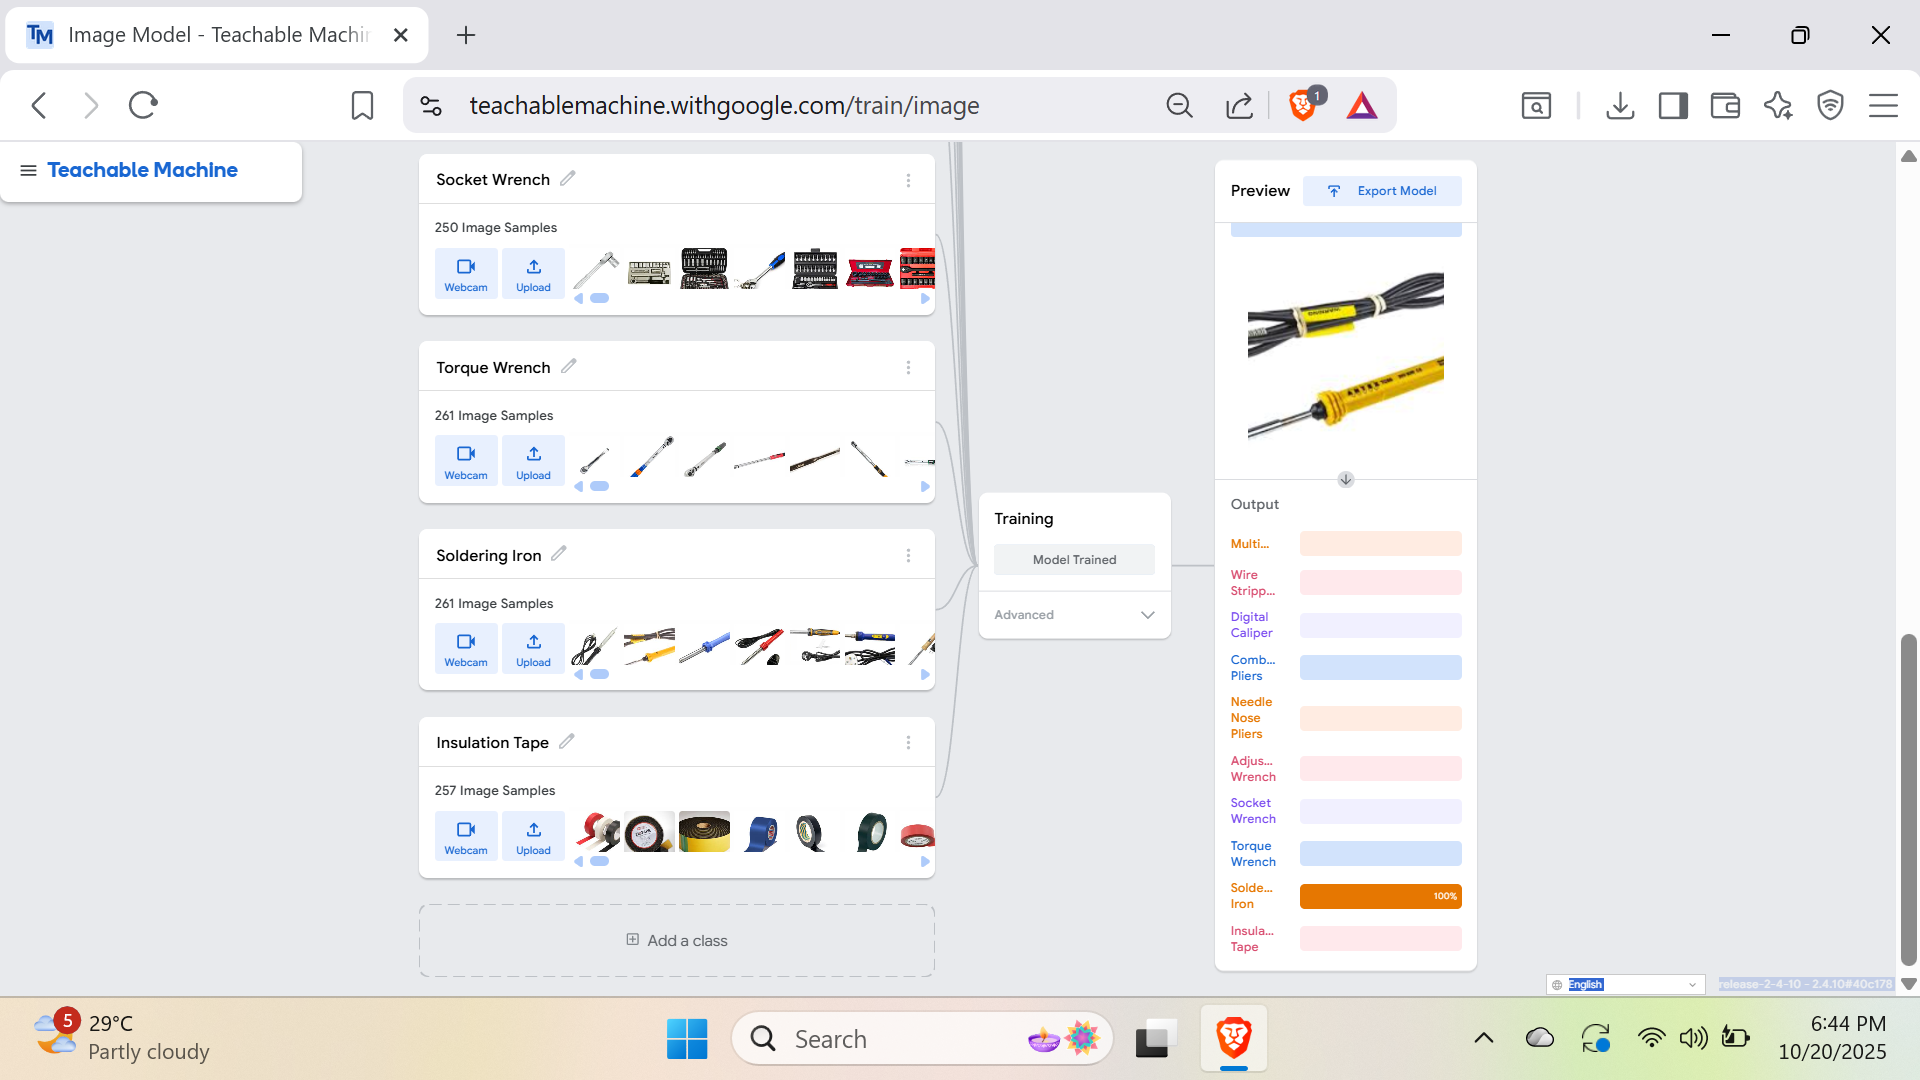 Image Model - Teachable Machin
teachablemachine.withgoogle.com/train/image
1
Teachable Machine
Socket Wrench
250 Image Samples
Webcam
Upload
Torque Wrench
261 Image Samples
Webcam
Upload
Soldering Iron
261 Image Samples
Webcam
Upload
Insulation Tape
257 Image Samples
Webcam
Upload
Add a class
Training
Model Trained
Advanced
Preview
Export Model
WARNING
Output
Multi...
Wire
Stripp...
Digital
Caliper
Comb...
Pliers
Needle
Nose
Pliers
Adjus...
Wrench
Socket
Wrench
Torque
Wrench
Solde...
Iron
100%
Insula...
Tape
English
release-2-4-10 - 2.4.10#40c178
5
29°C
Partly cloudy
Search
6:44 PM
10/20/2025